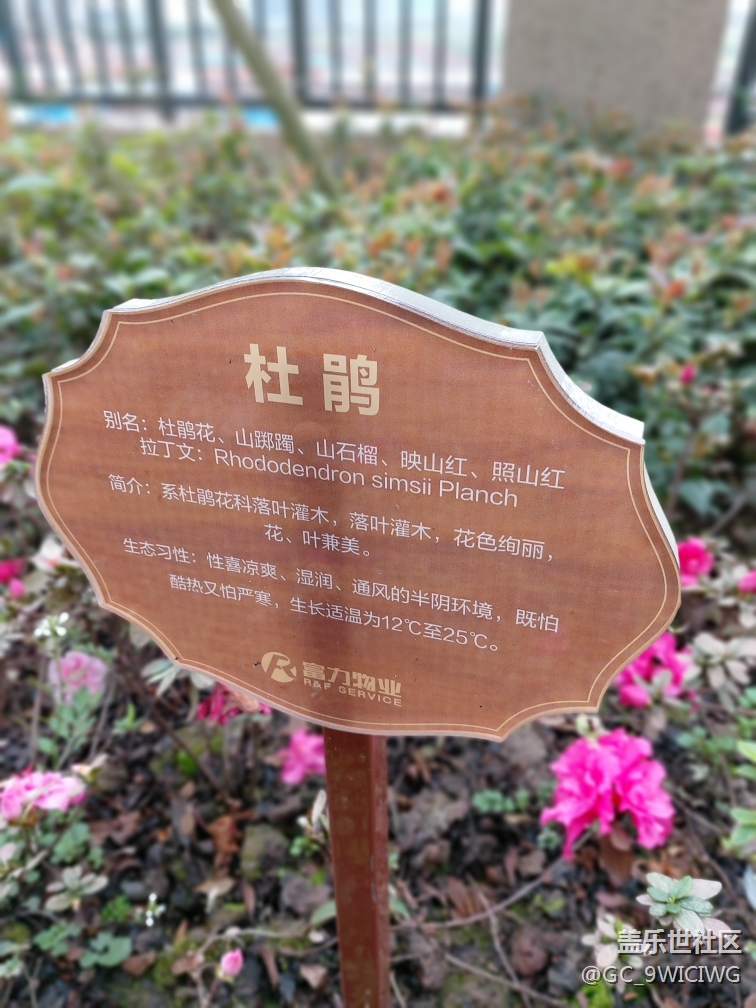 杜鹃
别名：杜鹃花、山踯躅、山石榴、映山红、照山红
拉丁文：Rhododendron simsii Planch
简介：系杜鹃花科落叶灌木，落叶灌木，花色绚丽，
花、叶兼美。
生态习性：性喜凉爽、湿润、通风的半阴环境，既怕
酷热又怕严寒，生长适温为12℃至25℃。
富力物业
R&F SERVICE
盖乐世社区
@GC_9WICIWG